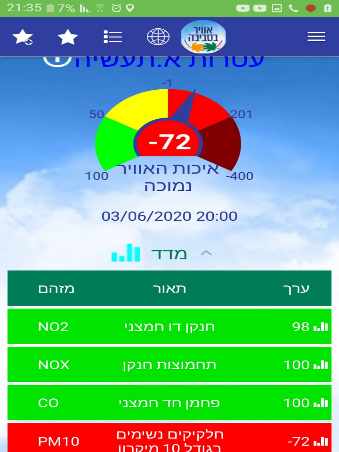 21:35 7%
אוויר
בסביבה
עטרות א.תעשיה
-1
50 201
-72
100 -400
איכות האוויר
נמוכה
03/06/2020 20:00
מדד
מזהם תאור ערך
NO2 חנקן דו חמצני 98
NOX תחמוצות חנקן 100
CO פחמן חד חמצני 100
PM10 חלקיקים נשימים -72
בגודל 10 מיקרון